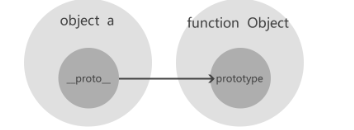 object a
function Object
__proto__
prototype